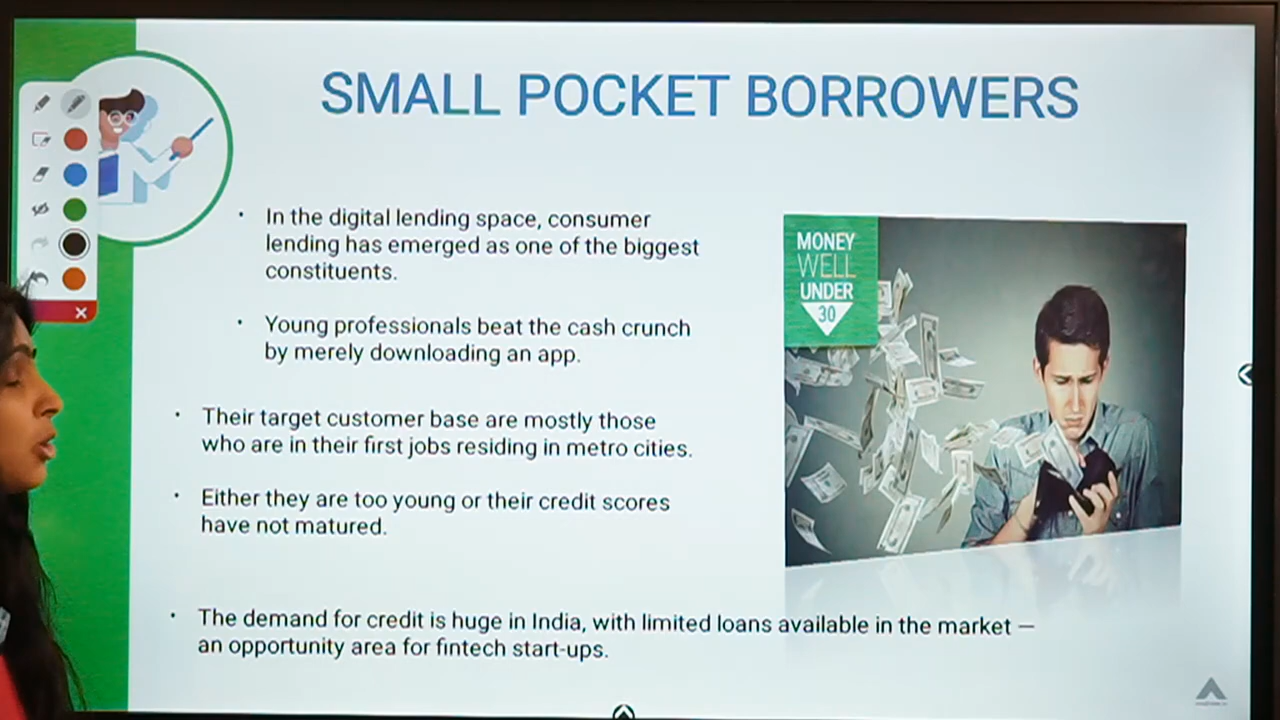 SMALL POCKET BORROWERS
In the digital lending space, consumer
lending has emerged as one of the biggest
constituents.
Young professionals beat the cash crunch
by merely downloading an app.
Their target customer base are mostly those
who are in their first jobs residing in metro cities.
Either they are too young or their credit scores
have not matured.
The demand for credit is huge in India, with limited loans available in the market —
an opportunity area for fintech start-ups.
MONEY
WELL
UNDER
30